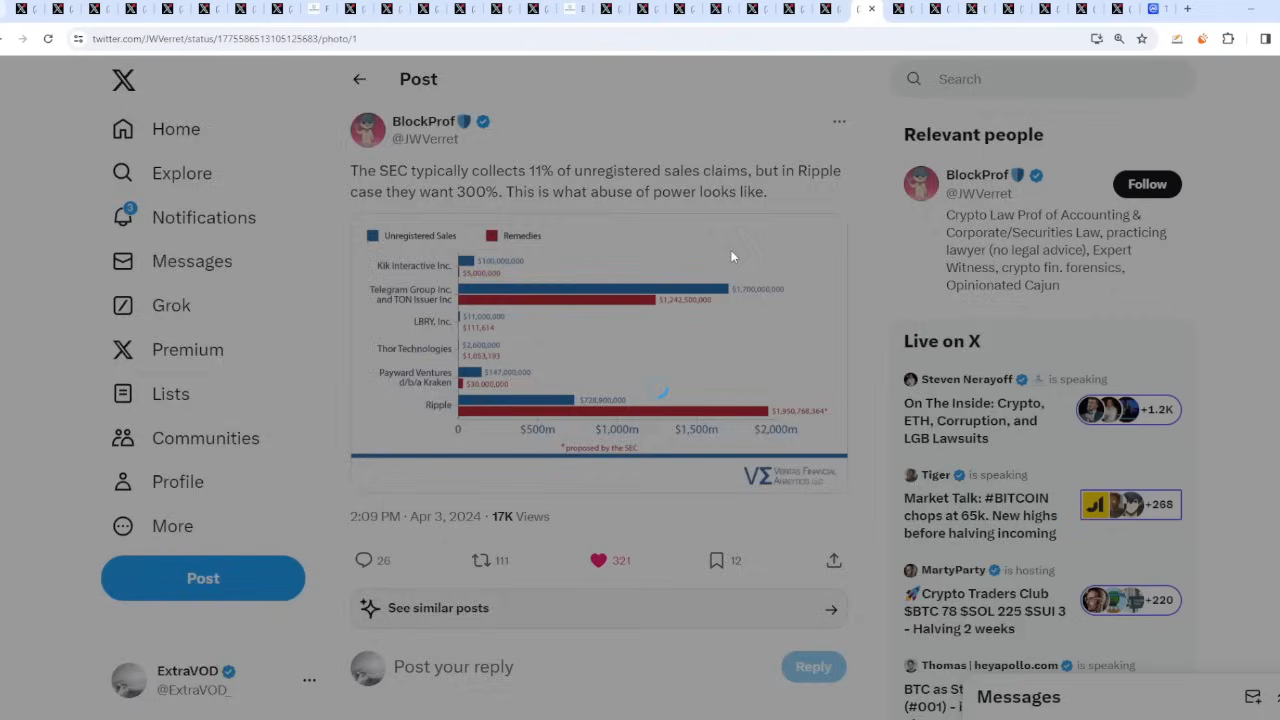 twitter.com/JWVerret/status/1775586513105125683/photo/1
Post
Search
Home
Explore
3
Notifications
Messages
Grok
Premium
Lists
Communities
Profile
More
Post
ExtraVOD
@ExtraVOD_
BlockProf
@JWVerret
The SEC typically collects 11% of unregistered sales claims, but in Ripple
case they want 300%. This is what abuse of power looks like.
Unregistered Sales Remedies
Kik Interactive Inc. $100,000,000
$5,000,000
Telegram Group Inc. $1,700,000,000
and TON Issuer Inc $1,242,500,000
LBRY, Inc. $11,000,000
$111,614
Thor Technologies $2,600,000
$1,053,193
Payward Ventures $147,000,000
d/b/a Kraken $30,000,000
Ripple $728,900,000
$1,950,768,364*
0 $500m $1,000m $1,500m $2,000m
*proposed by the SEC
VERITAS FINANCIAL
ANALYTICS LLC
2:09 PM · Apr 3, 2024 · 17K Views
26 111 321 12
See similar posts
Post your reply
Reply
Relevant people
BlockProf
@JWVerret
Follow
Crypto Law Prof of Accounting &
Corporate/Securities Law, practicing
lawyer (no legal advice), Expert
Witness, crypto fin. forensics,
Opinionated Cajun
Live on X
Steven Nerayoff is speaking
On The Inside: Crypto,
ETH, Corruption, and
LGB Lawsuits
+1.2K
Tiger is speaking
Market Talk: #BITCOIN
chops at 65k. New highs
before halving incoming
+268
MartyParty is hosting
🚀Crypto Traders Club
$BTC 78 $SOL 225 $SUI 3
- Halving 2 weeks
+220
Thomas | heyapollo.com is speaking
BTC as St
(#001) - i
Messages